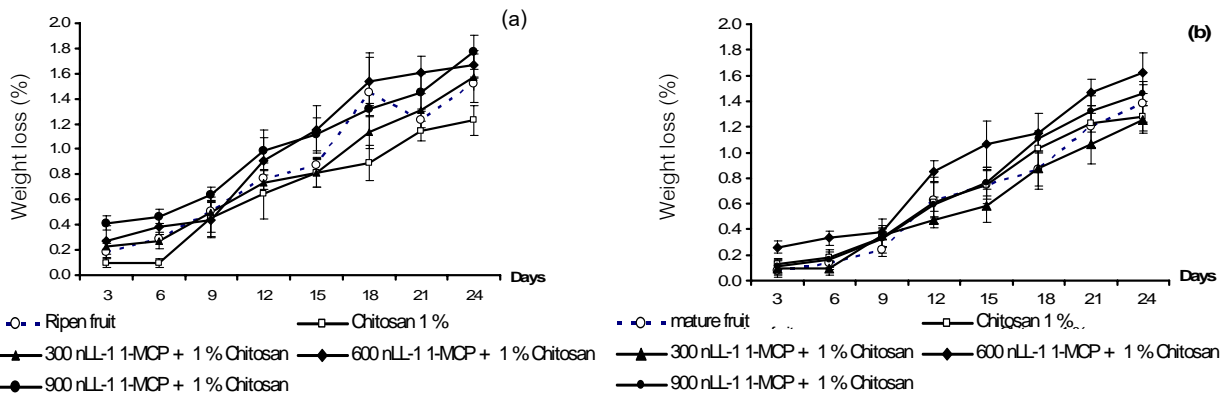 (a)
Weight loss (%)
2.0
1.8
1.6
1.4
1.2
1.0
0.8
0.6
0.4
0.2
0.0
3 6 9 12 15 18 21 24
Days
Ripen fruit
Chitosan 1 %
300 nLL-1 1-MCP + 1 % Chitosan
600 nLL-1 1-MCP + 1 % Chitosan
900 nLL-1 1-MCP + 1 % Chitosan
(b)
Weight loss (%)
2.0
1.8
1.6
1.4
1.2
1.0
0.8
0.6
0.4
0.2
0.0
3 6 9 12 15 18 21 24
Days
mature fruit
Chitosan 1 %
300 nLL-1 1-MCP + 1 % Chitosan
600 nLL-1 1-MCP + 1 % Chitosan
900 nLL-1 1-MCP + 1 % Chitosan